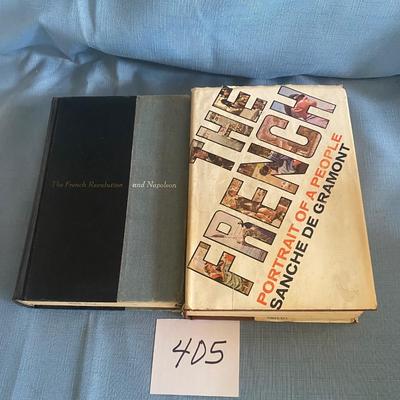 The French Revolution and Napoleon
THE
FRENCH
PORTRAIT OF A PEOPLE
SANCHE DE GRAMONT
405